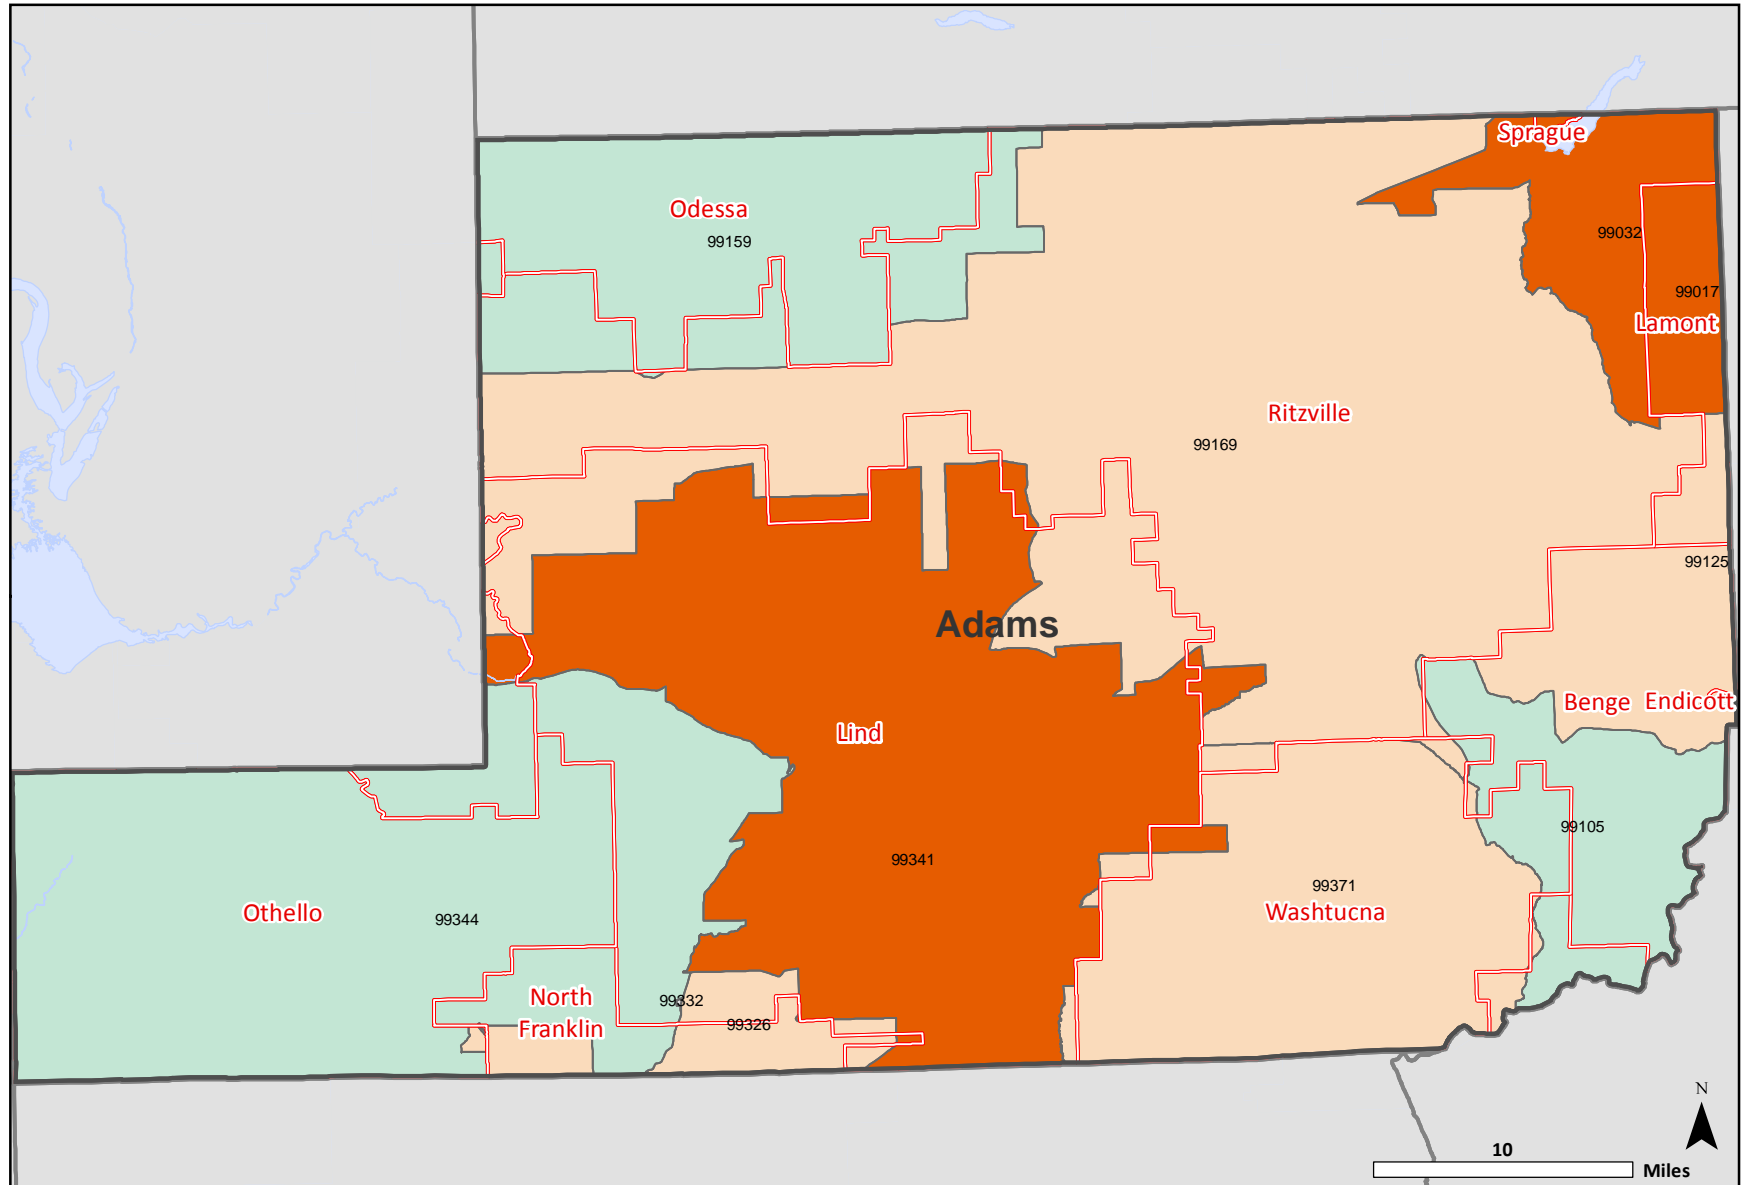 Sprague
Odessa
99159
99032
99017
Lamont
Ritzville
99169
99125
Adams
Benge
Endicott
Lind
99105
99341
99371
Washtucna
Othello
99344
North
Franklin
99332
99326
N
10
Miles